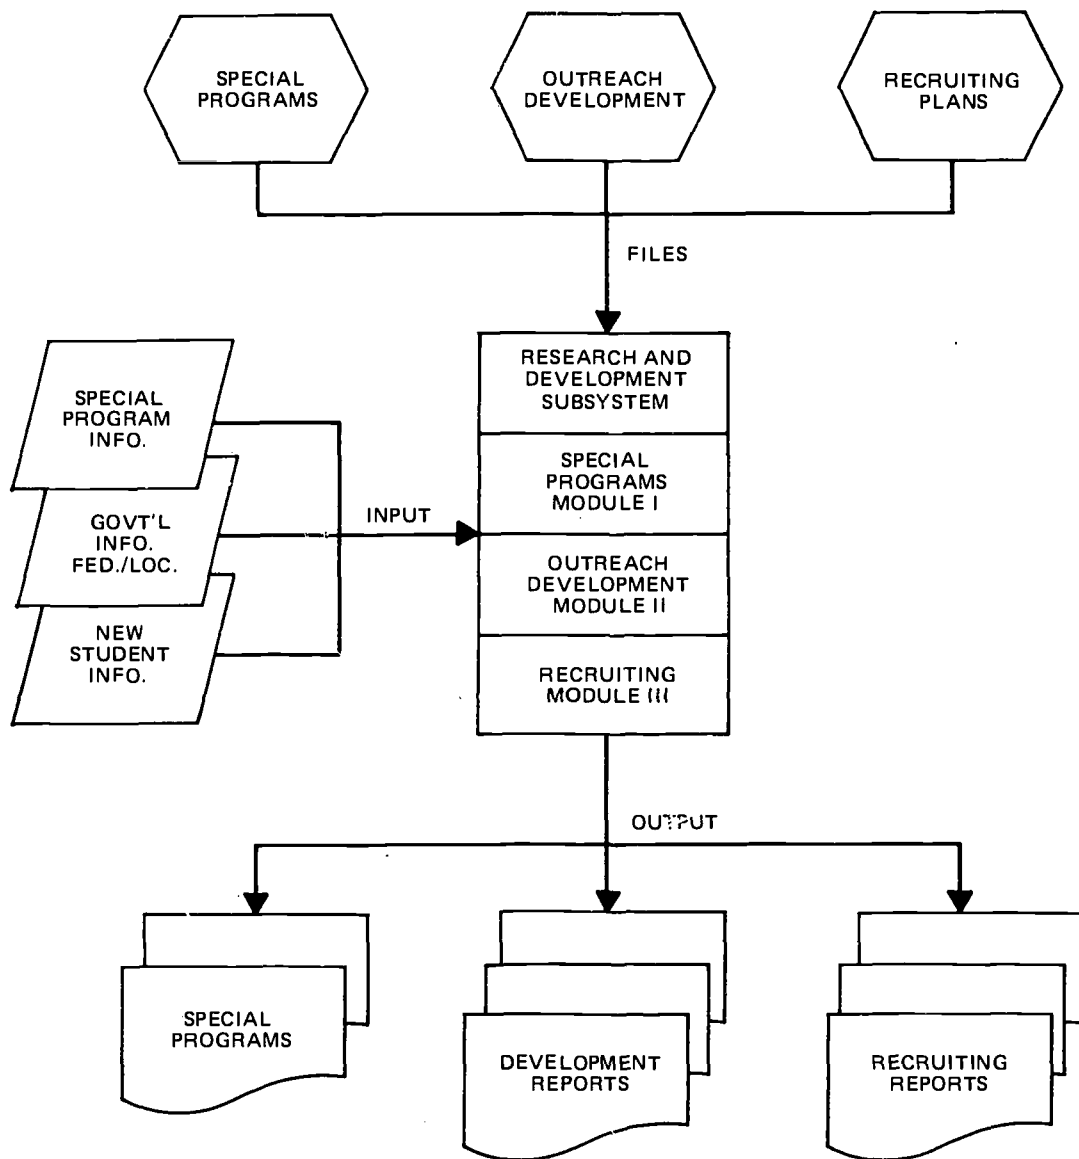 SPECIAL
PROGRAMS
OUTREACH
DEVELOPMENT
RECRUITING
PLANS
FILES
SPECIAL
PROGRAM
INFO.
GOVT'L
INFO.
FED./LOC.
NEW
STUDENT
INFO.
INPUT
RESEARCH AND
DEVELOPMENT
SUBSYSTEM
SPECIAL
PROGRAMS
MODULE I
OUTREACH
DEVELOPMENT
MODULE II
RECRUITING
MODULE III
OUTPUT
SPECIAL
PROGRAMS
DEVELOPMENT
REPORTS
RECRUITING
REPORTS